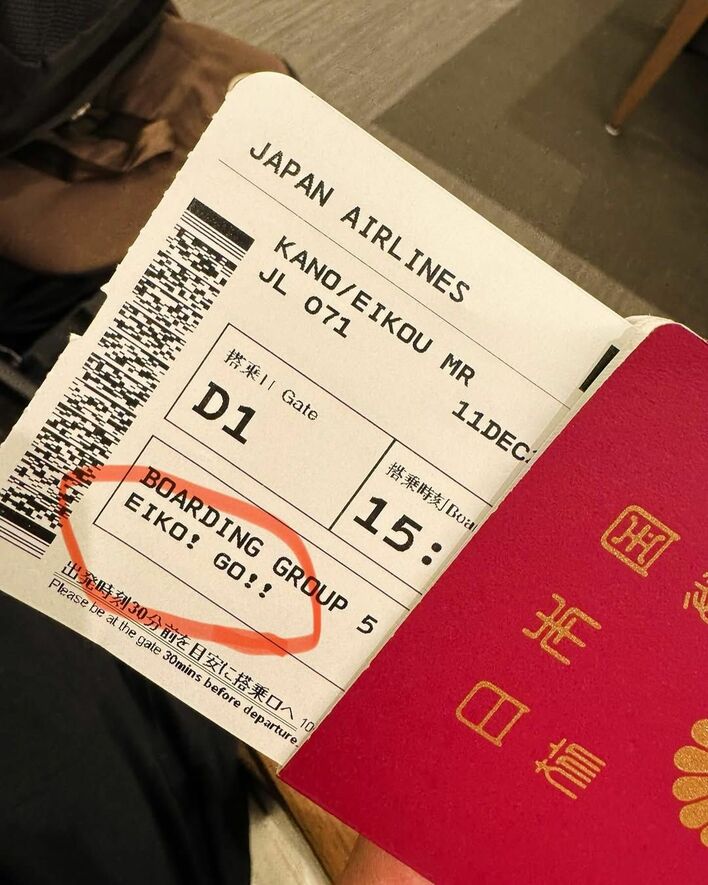 JAPAN AIRLINES
KANO/EIKOU MR
JL 071
11DEC
搭乗口 Gate
D1
搭乗時刻
15:
BOARDING GROUP 5
EIKO! GO!!
出発時刻30分前を目安に搭乗口へ
Please be at the gate 30mins before departure.
10
日本国
旅